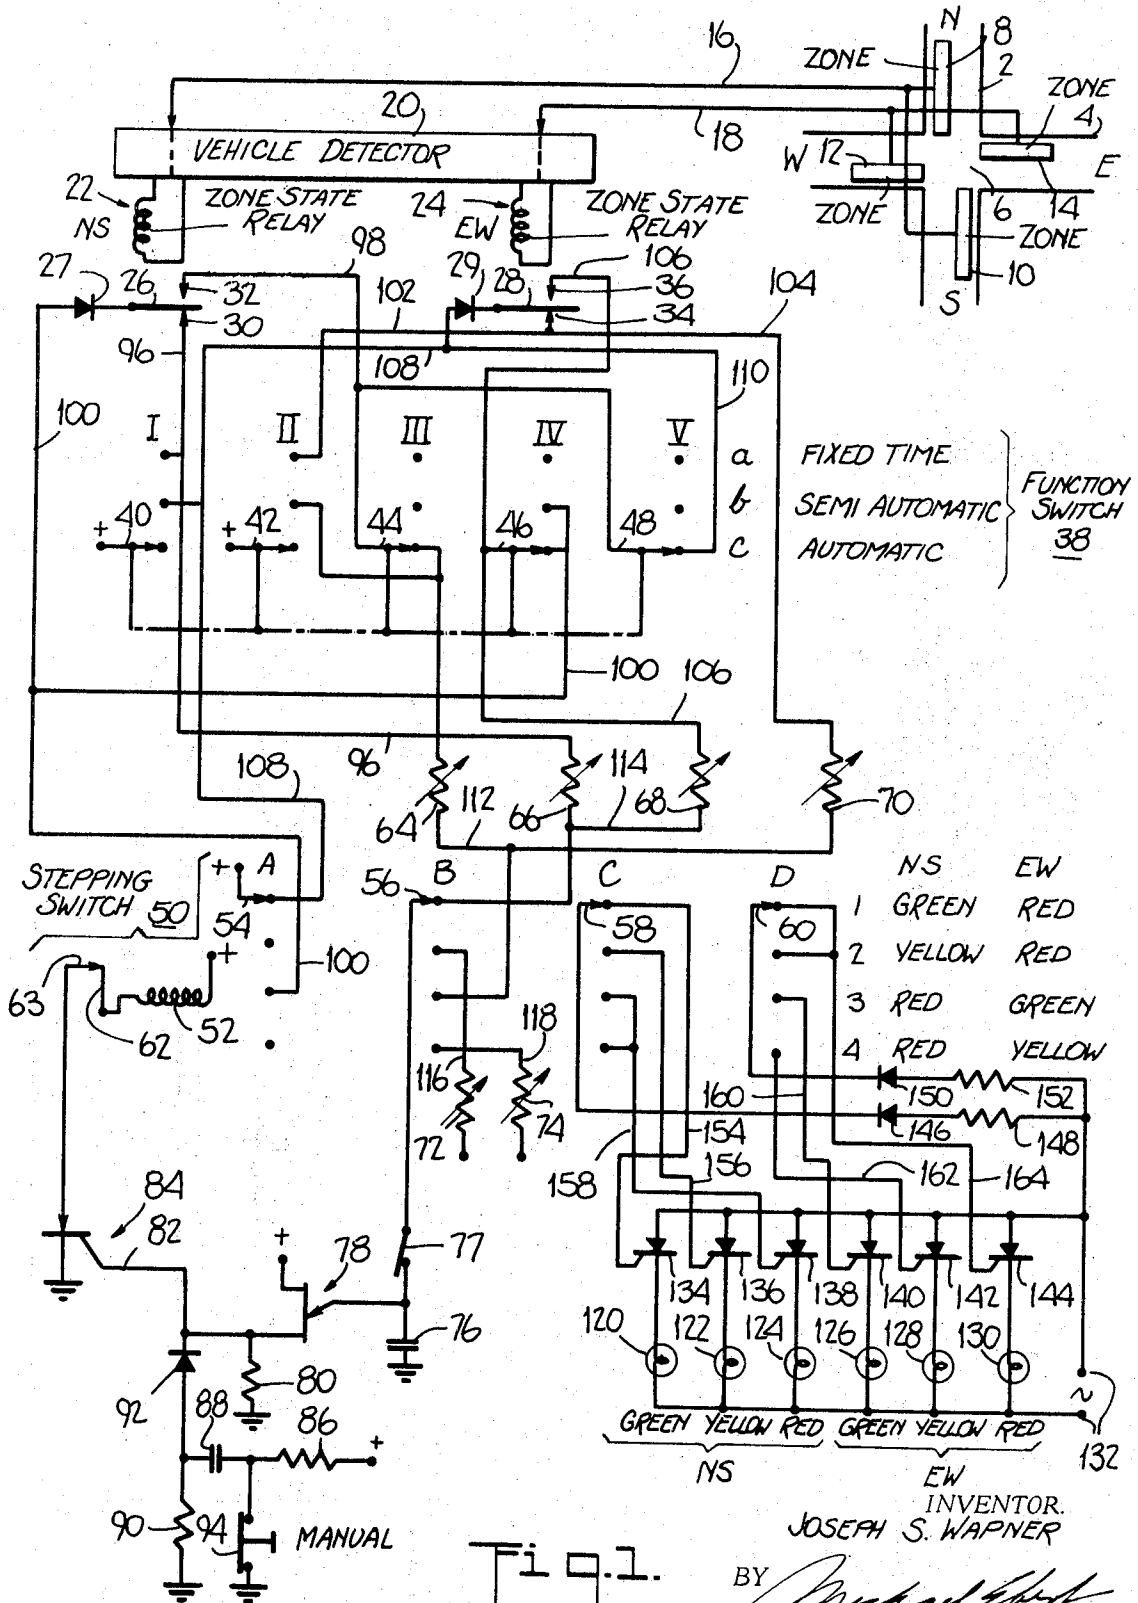 N
16
ZONE
8
2
ZONE
4
20
VEHICLE DETECTOR
18
W 12
E
ZONE
6
14
ZONE
10
S
22
NS
ZONE STATE
RELAY
24
EW
ZONE STATE
RELAY
98
106
27
26
32
30
102
29
28
36
34
104
96
108
110
100
I
II
III
IV
V
a FIXED TIME
b SEMI AUTOMATIC
c AUTOMATIC
FUNCTION
SWITCH
38
+ 40
+ 42
44
46
48
100
106
96
108
112
64
66
114
68
70
STEPPING
SWITCH 50
+
A
54
56
B
C
58
D
60
NS EW
1 GREEN RED
2 YELLOW RED
3 RED GREEN
4 RED YELLOW
63
62
52
+
100
116
118
72
74
160
154
158
156
150
152
146
148
162
164
84
82
+
78
77
76
134
136
138
140
142
144
120
122
124
126
128
130
~
132
GREEN YELLOW RED
NS
GREEN YELLOW RED
EW
92
80
88
86
+
90
94
MANUAL
INVENTOR.
JOSEPH S. WAPNER
Fig.1.
BY
Michael Ebert